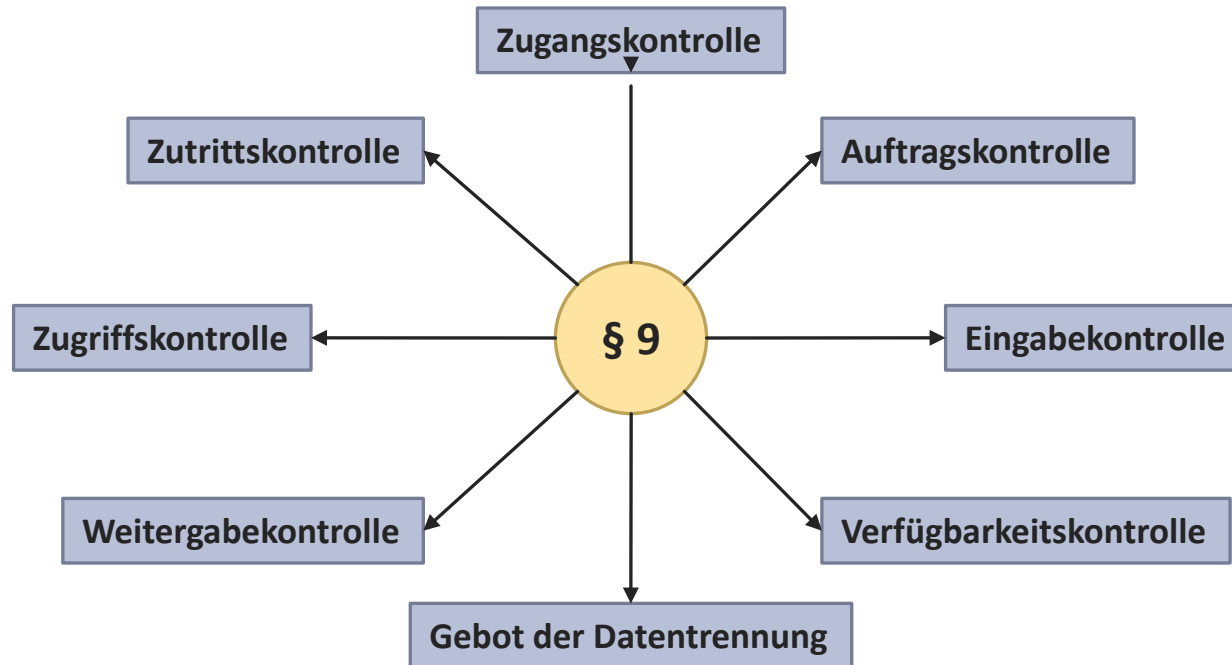 Zugangskontrolle
Zutrittskontrolle
Auftragskontrolle
Zugriffskontrolle
§ 9
Eingabekontrolle
Weitergabekontrolle
Verfügbarkeitskontrolle
Gebot der Datentrennung